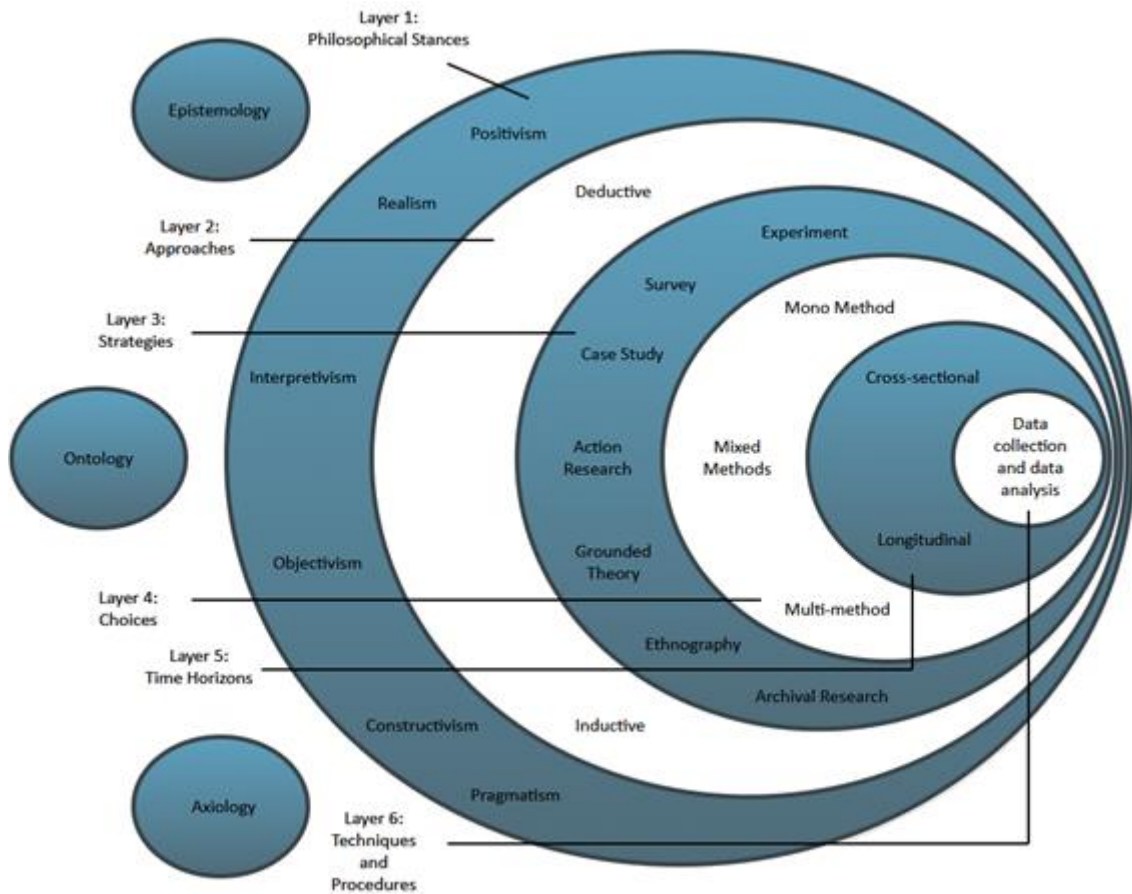 Layer 1:
Philosophical Stances
Epistemology
Positivism
Deductive
Realism
Layer 2:
Approaches
Experiment
Survey
Mono Method
Layer 3:
Strategies
Case Study
Interpretivism
Cross-sectional
Ontology
Action
Research
Mixed
Methods
Data
collection
and data
analysis
Longitudinal
Objectivism
Grounded
Theory
Layer 4:
Choices
Multi-method
Ethnography
Layer 5:
Time Horizons
Archival Research
Constructivism
Inductive
Pragmatism
Axiology
Layer 6:
Techniques
and
Procedures